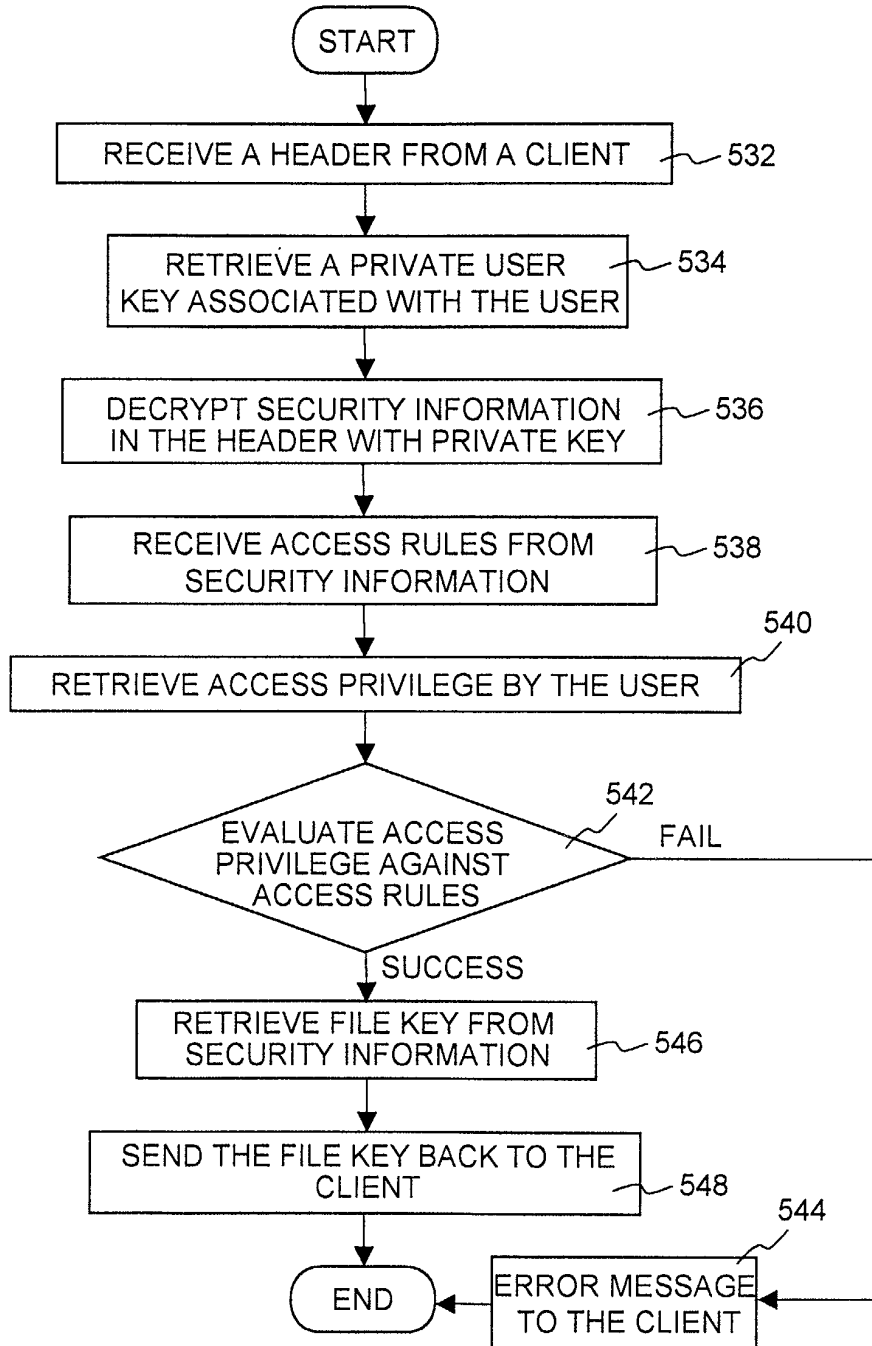 START
RECEIVE A HEADER FROM A CLIENT
532
RETRIEVE A PRIVATE USER
KEY ASSOCIATED WITH THE USER
534
DECRYPT SECURITY INFORMATION
IN THE HEADER WITH PRIVATE KEY
536
RECEIVE ACCESS RULES FROM
SECURITY INFORMATION
538
540
RETRIEVE ACCESS PRIVILEGE BY THE USER
542
EVALUATE ACCESS
PRIVILEGE AGAINST
ACCESS RULES
FAIL
SUCCESS
RETRIEVE FILE KEY FROM
SECURITY INFORMATION
546
SEND THE FILE KEY BACK TO THE
CLIENT
548
544
ERROR MESSAGE
TO THE CLIENT
END